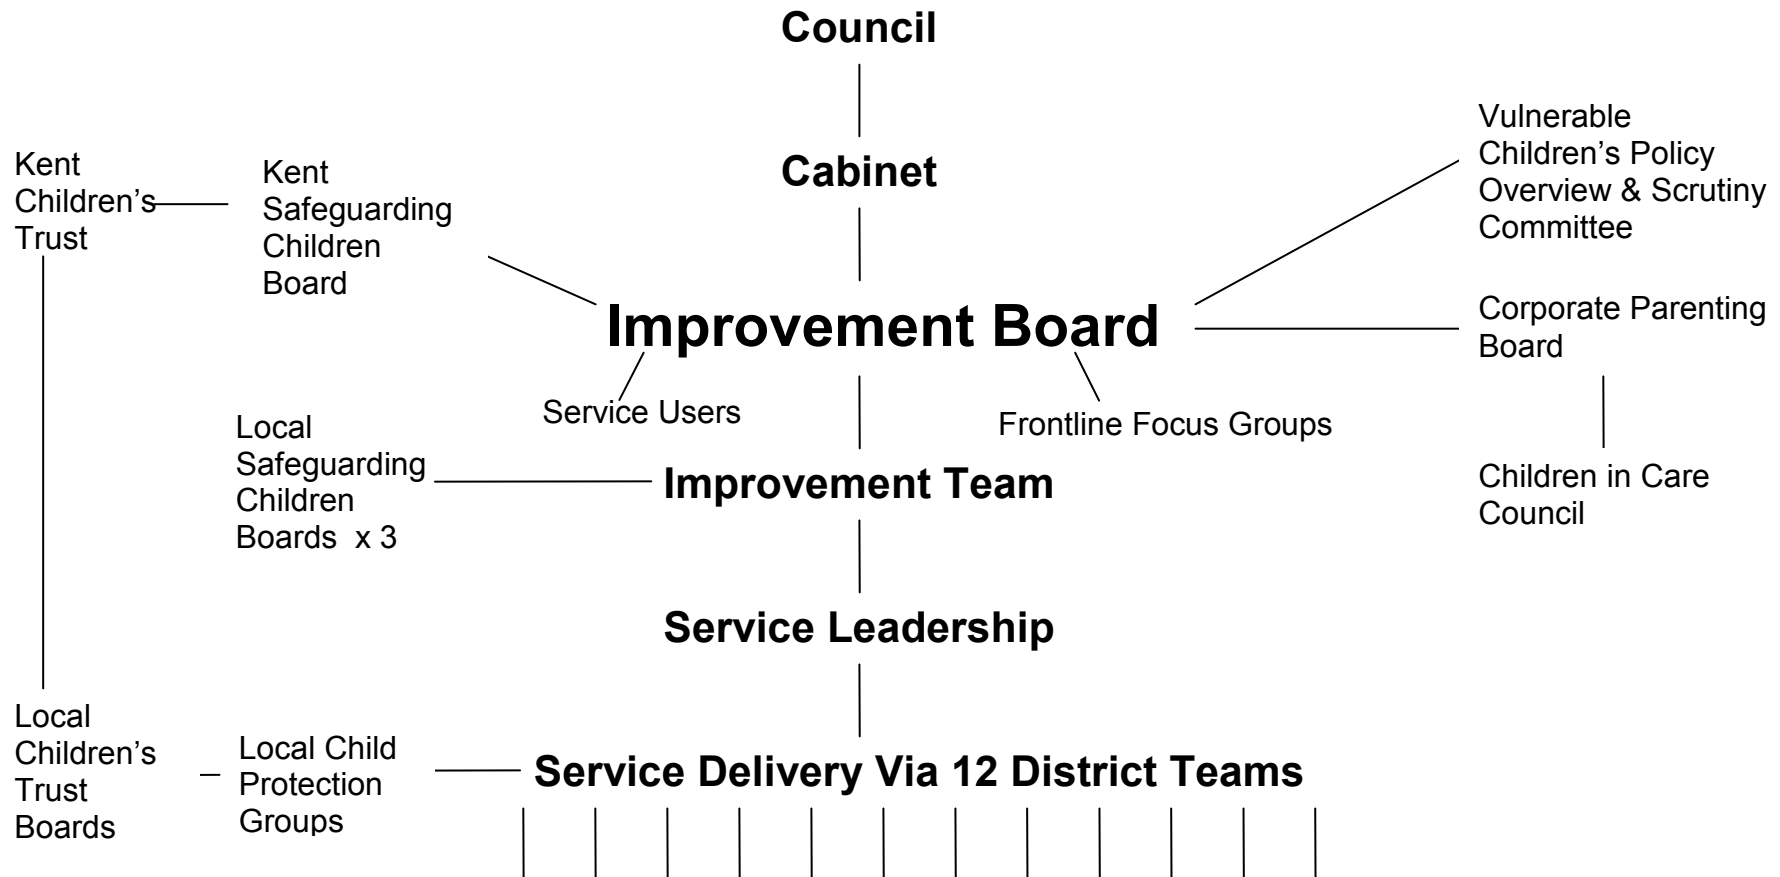 Council
Cabinet
Kent
Children’s
Trust
Kent
Safeguarding
Children
Board
Vulnerable
Children’s Policy
Overview & Scrutiny
Committee
Improvement Board
Corporate Parenting
Board
Service Users
Frontline Focus Groups
Local
Safeguarding
Children
Boards  x 3
Improvement Team
Children in Care
Council
Service Leadership
Local
Children’s
Trust
Boards
Local Child
Protection
Groups
Service Delivery Via 12 District Teams